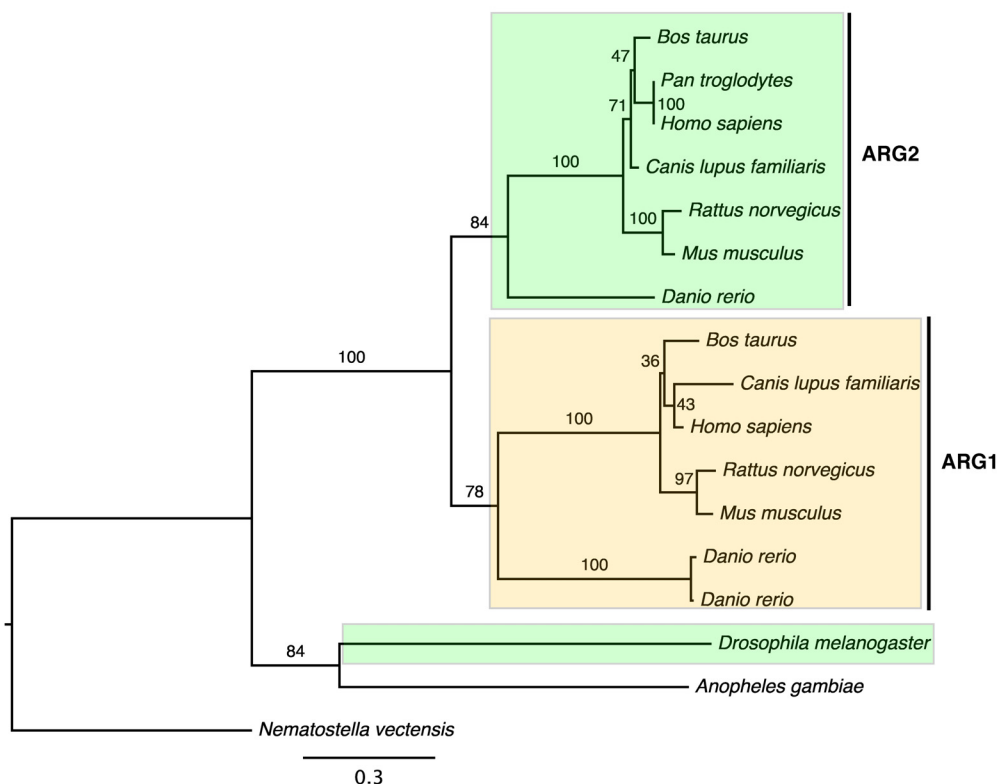 Bos taurus
47
Pan troglodytes
71
100
Homo sapiens
ARG2
100
Canis lupus familiaris
Rattus norvegicus
100
84
Mus musculus
Danio rerio
Bos taurus
36
100
Canis lupus familiaris
43
100
Homo sapiens
ARG1
Rattus norvegicus
97
78
Mus musculus
Danio rerio
100
Danio rerio
Drosophila melanogaster
84
Anopheles gambiae
Nematostella vectensis
0.3